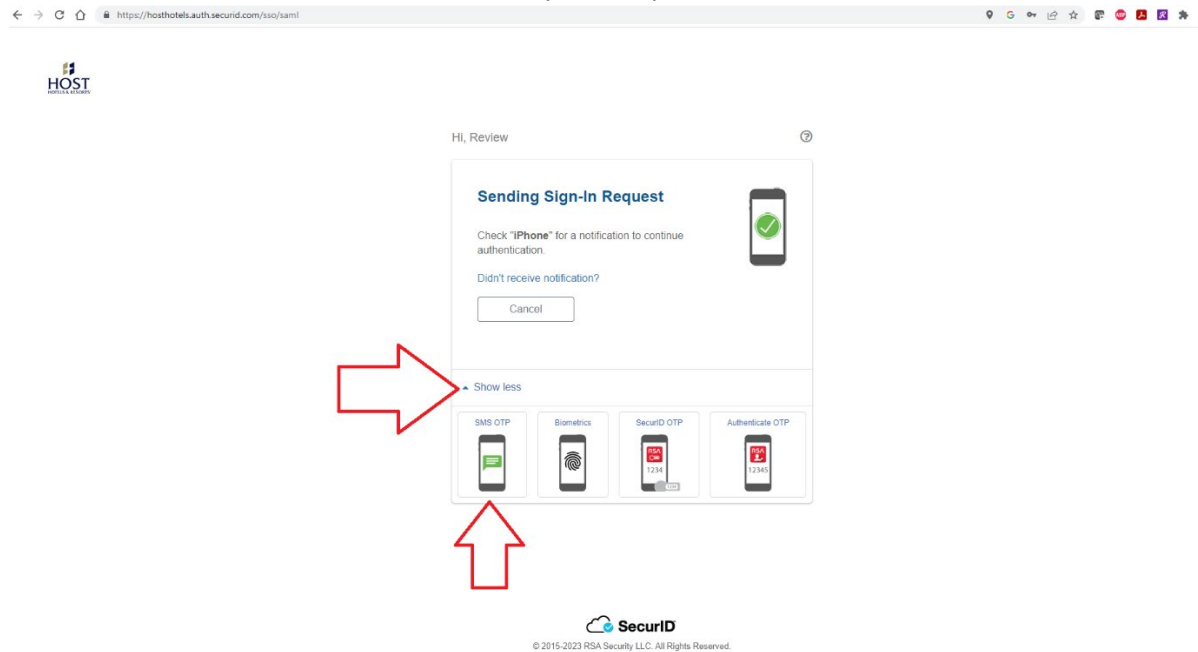 https://hosthotels.auth.securid.com/sso/saml
HOST
HOTELS & RESORTS
Hi, Review
Sending Sign-In Request
Check "iPhone" for a notification to continue
authentication.
Didn't receive notification?
Cancel
Show less
SMS OTP
Biometrics
SecurID OTP
Authenticate OTP
RSA
1234
RSA
12345
SecurID
© 2015-2023 RSA Security LLC. All Rights Reserved.